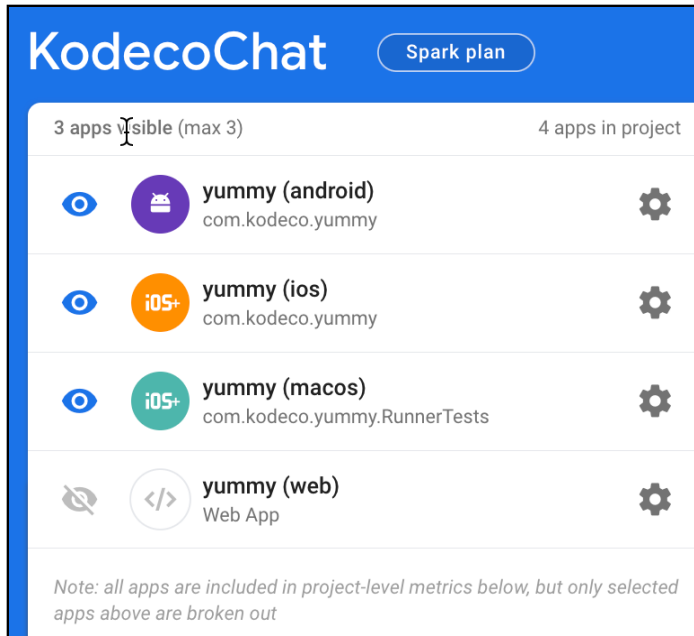 KodecoChat
Spark plan
3 apps visible (max 3)
4 apps in project
yummy (android)
com.kodeco.yummy
iOS+
yummy (ios)
com.kodeco.yummy
iOS+
yummy (macos)
com.kodeco.yummy.RunnerTests
</>
yummy (web)
Web App
Note: all apps are included in project-level metrics below, but only selected
apps above are broken out